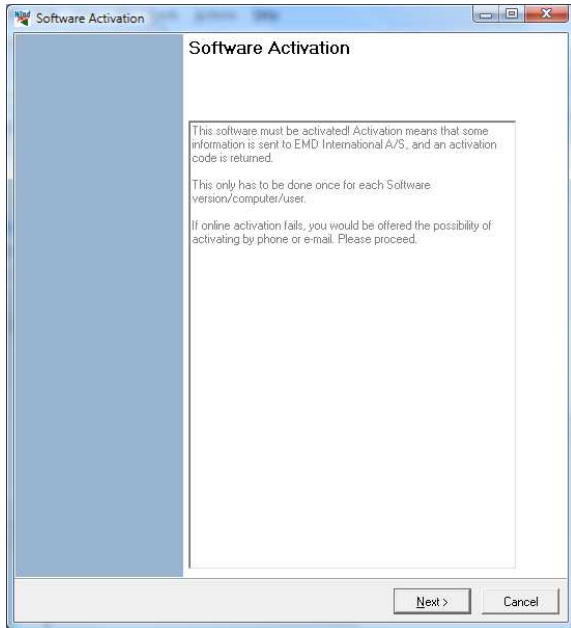 Software Activation
Software Activation
This software must be activated! Activation means that some
information is sent to EMD International A/S, and an activation
code is returned.
This only has to be done once for each Software
version/computer/user.
If online activation fails, you would be offered the possibility of
activating by phone or e-mail. Please proceed.
Next >
Cancel